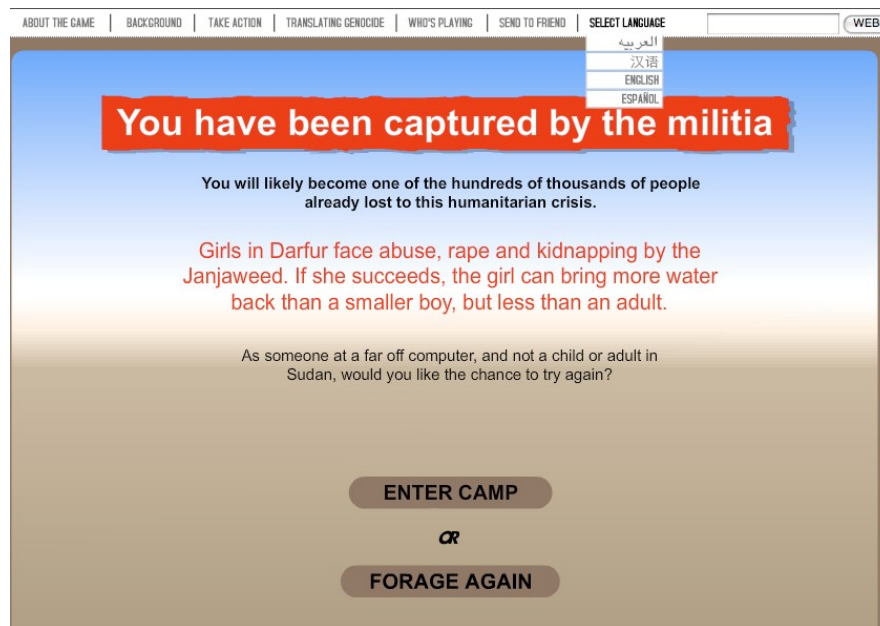 ABOUT THE GAME | BACKGROUND | TAKE ACTION | TRANSLATING GENOCIDE | WHO'S PLAYING | SEND TO FRIEND | SELECT LANGUAGE WEB
العربيه
汉语
ENGLISH
ESPAÑOL
You have been captured by the militia
You will likely become one of the hundreds of thousands of people
already lost to this humanitarian crisis.
Girls in Darfur face abuse, rape and kidnapping by the
Janjaweed. If she succeeds, the girl can bring more water
back than a smaller boy, but less than an adult.
As someone at a far off computer, and not a child or adult in
Sudan, would you like the chance to try again?
ENTER CAMP
OR
FORAGE AGAIN